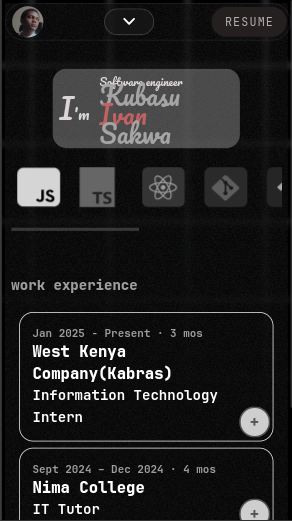 RESUME
Software engineer
I'm
Kubasu
Ivan
Sakwa
JS
TS
work experience
Jan 2025 - Present · 3 mos
West Kenya
Company(Kabras)
Information Technology
Intern
+
Sept 2024 – Dec 2024 · 4 mos
Nima College
IT Tutor
+